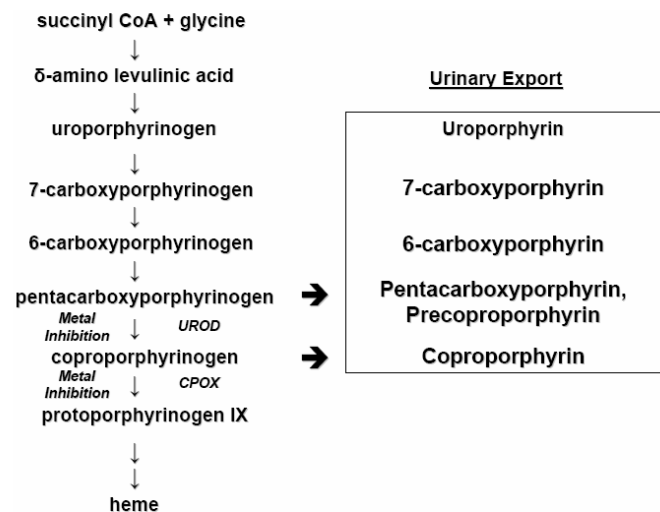 succinyl CoA + glycine
δ-amino levulinic acid
Urinary Export
uroporphyrinogen
Uroporphyrin
7-carboxyporphyrinogen
7-carboxyporphyrin
6-carboxyporphyrinogen
6-carboxyporphyrin
pentacarboxyporphyrinogen
Pentacarboxyporphyrin,
Precoproporphyrin
Metal
Inhibition
UROD
coproporphyrinogen
Coproporphyrin
Metal
Inhibition
CPOX
protoporphyrinogen IX
heme